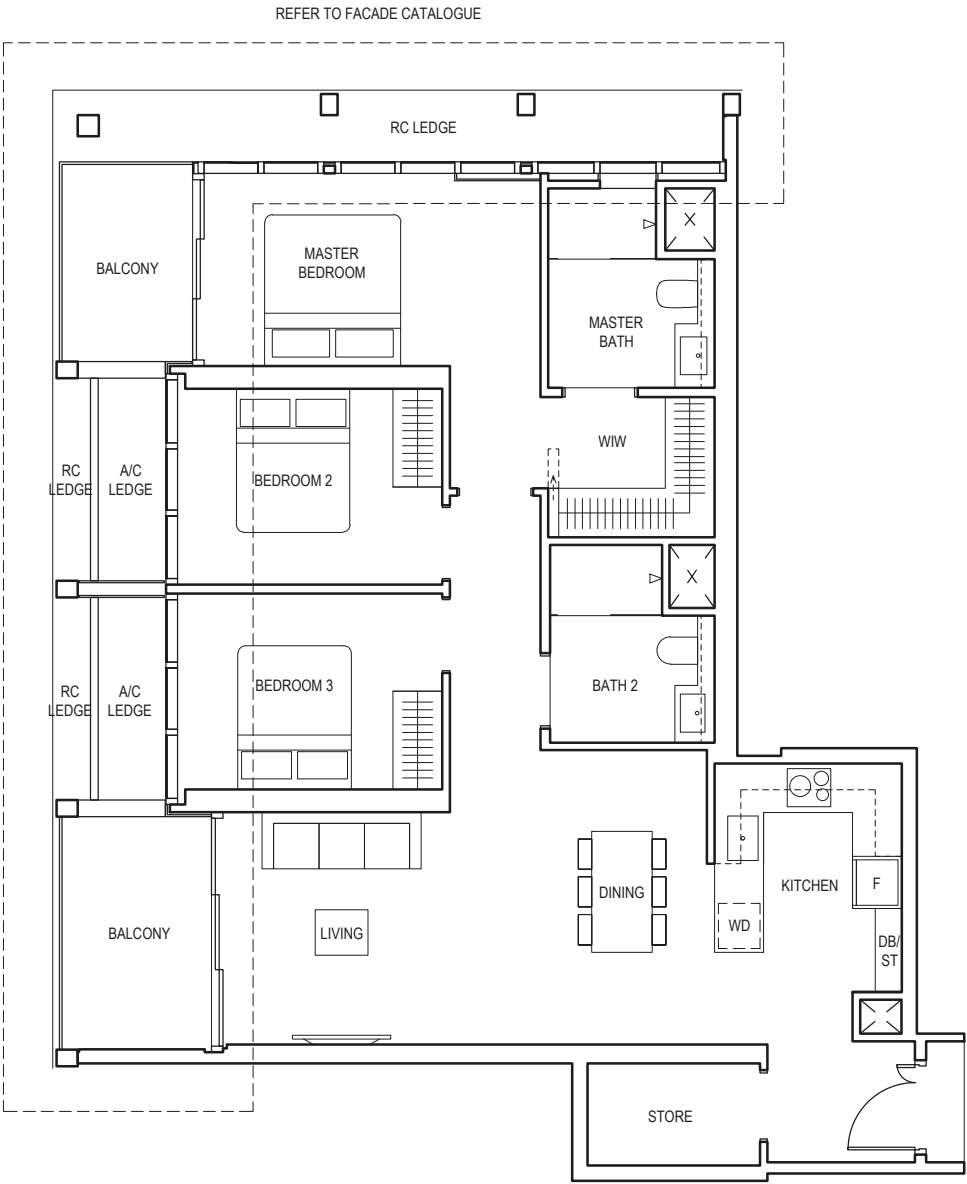 REFER TO FACADE CATALOGUE
RC LEDGE
BALCONY
MASTER
BEDROOM
X
MASTER
BATH
WIW
RC
LEDGE
A/C
LEDGE
BEDROOM 2
X
RC
LEDGE
A/C
LEDGE
BEDROOM 3
BATH 2
BALCONY
LIVING
DINING
KITCHEN
F
WD
DB/
ST
STORE